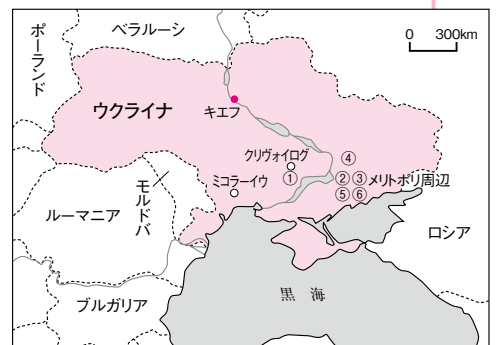 ポーランド
ベラルーシ
0 300km
ウクライナ
キエフ
クリヴォイログ
①
④
ミコラーイウ
②③メリトポリ周辺
⑤⑥
モルドバ
ルーマニア
ロシア
ブルガリア
黒海